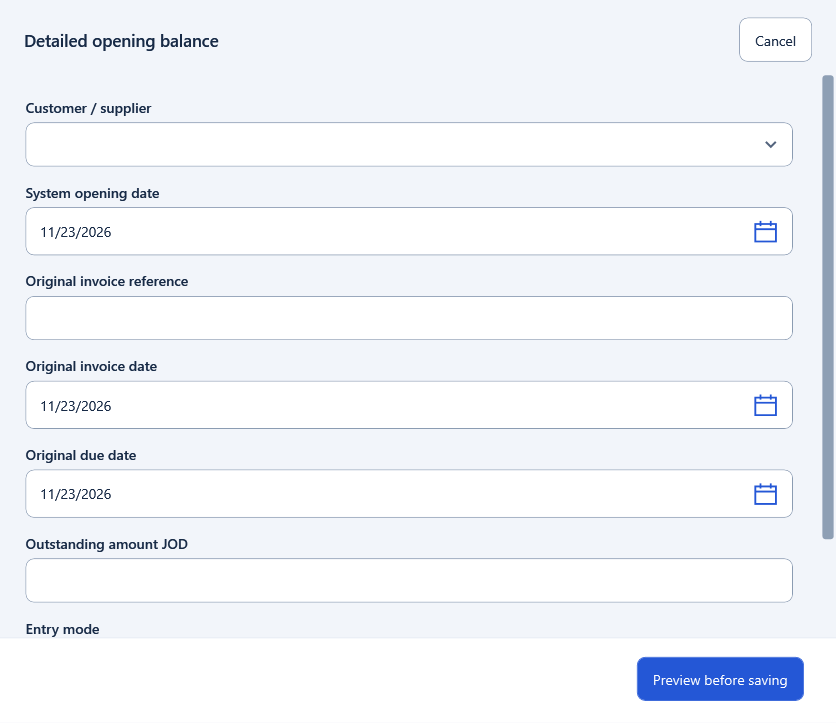 Detailed opening balance
Cancel
Customer / supplier
System opening date
11/23/2026
Original invoice reference
Original invoice date
11/23/2026
Original due date
11/23/2026
Outstanding amount JOD
Entry mode
Preview before saving